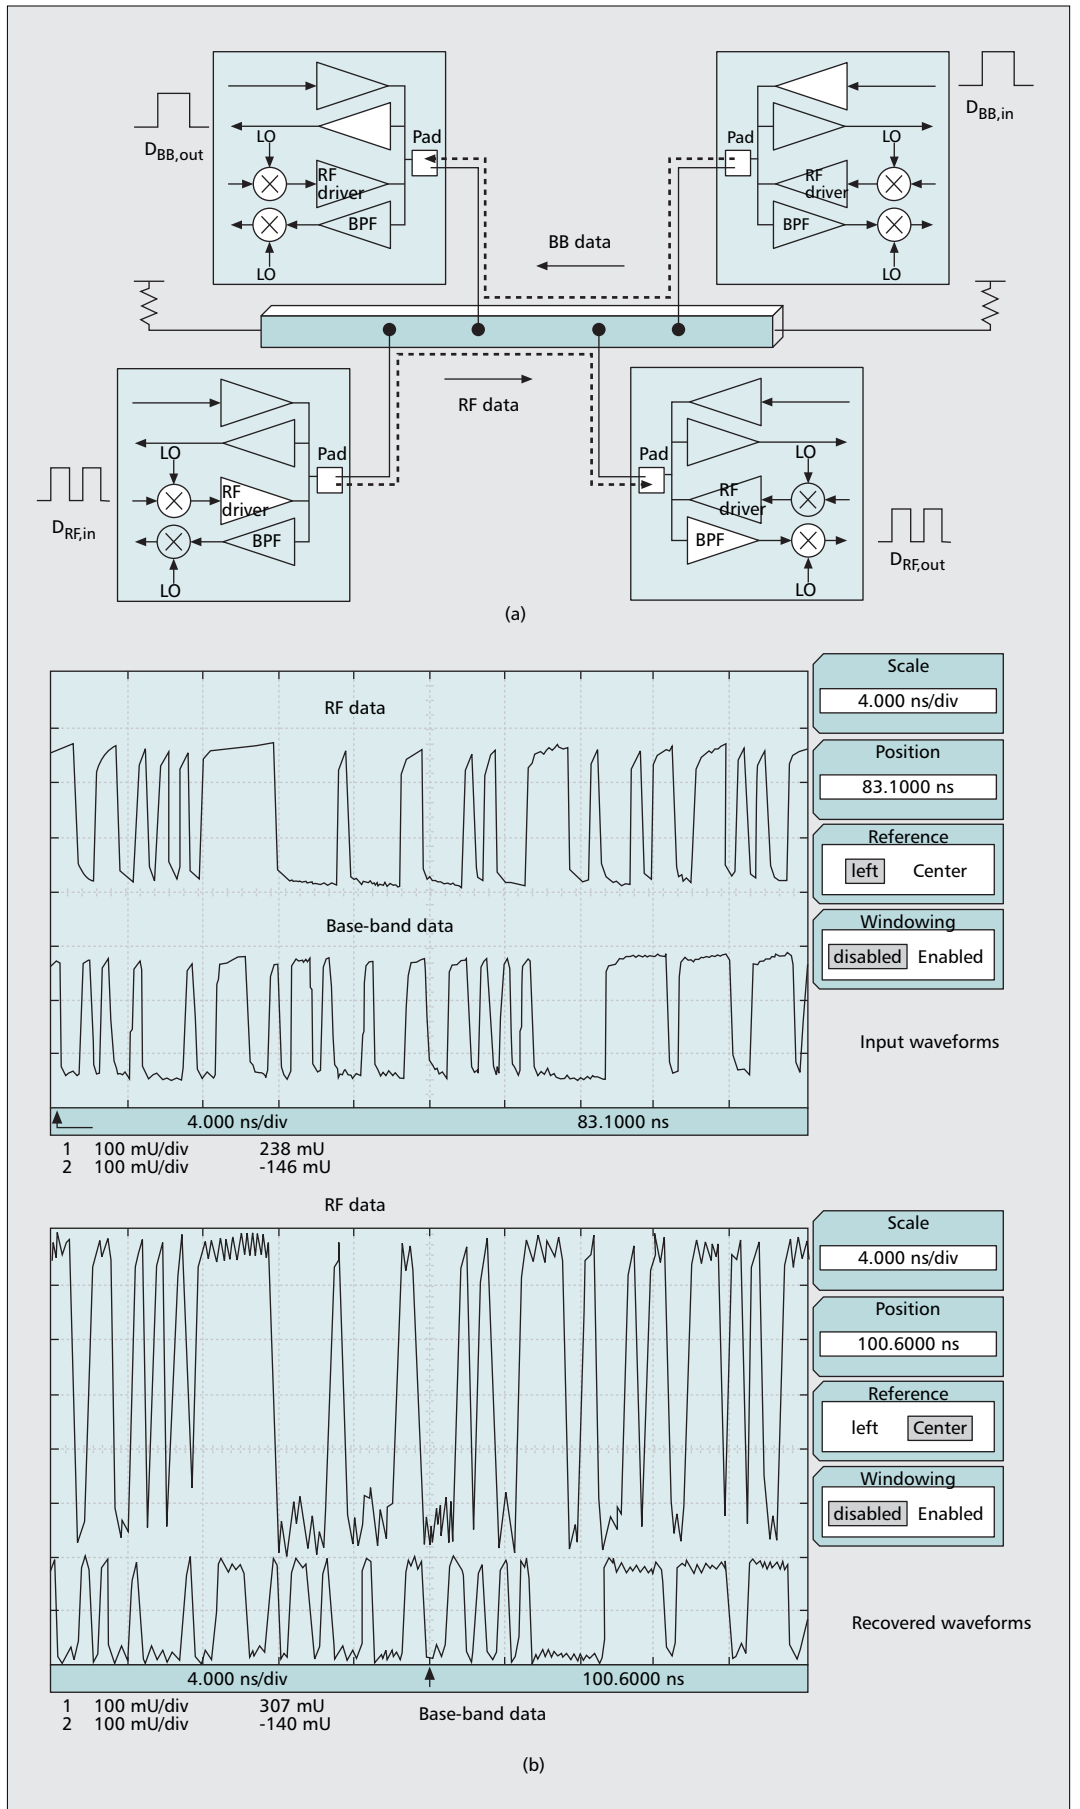 D_BB,out
LO
RF driver
BPF
LO
Pad
BB data
Pad
LO
RF driver
BPF
LO
D_BB,in
RF data
D_RF,in
LO
RF driver
BPF
LO
Pad
Pad
LO
RF driver
BPF
LO
D_RF,out
(a)
RF data
Base-band data
4.000 ns/div 83.1000 ns
1 100 mU/div 238 mU
2 100 mU/div -146 mU
Scale
4.000 ns/div
Position
83.1000 ns
Reference
left Center
Windowing
disabled Enabled
Input waveforms
RF data
4.000 ns/div 100.6000 ns
1 100 mU/div 307 mU
2 100 mU/div -140 mU
Base-band data
Scale
4.000 ns/div
Position
100.6000 ns
Reference
left Center
Windowing
disabled Enabled
Recovered waveforms
(b)